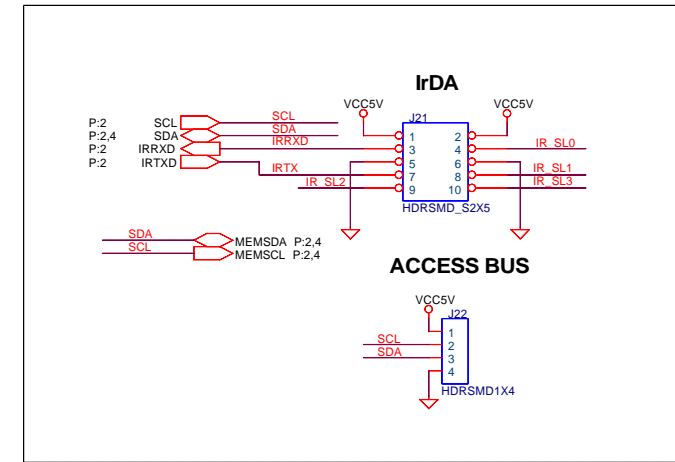 IrDA
VCC5V VCC5V
J21
P:2 SCL SCL
P:2,4 SDA SDA
P:2 IRRXD IRRXD
P:2 IRTXD IRTX
IR_SL2
1 2
3 4 IR_SL0
5 6
7 8 IR_SL1
9 10 IR_SL3
HDRSMD_S2X5
SDA MEMSDA P:2,4
SCL MEMSCL P:2,4
ACCESS BUS
VCC5V
J22
1
SCL 2
SDA 3
4
HDRSMD1X4